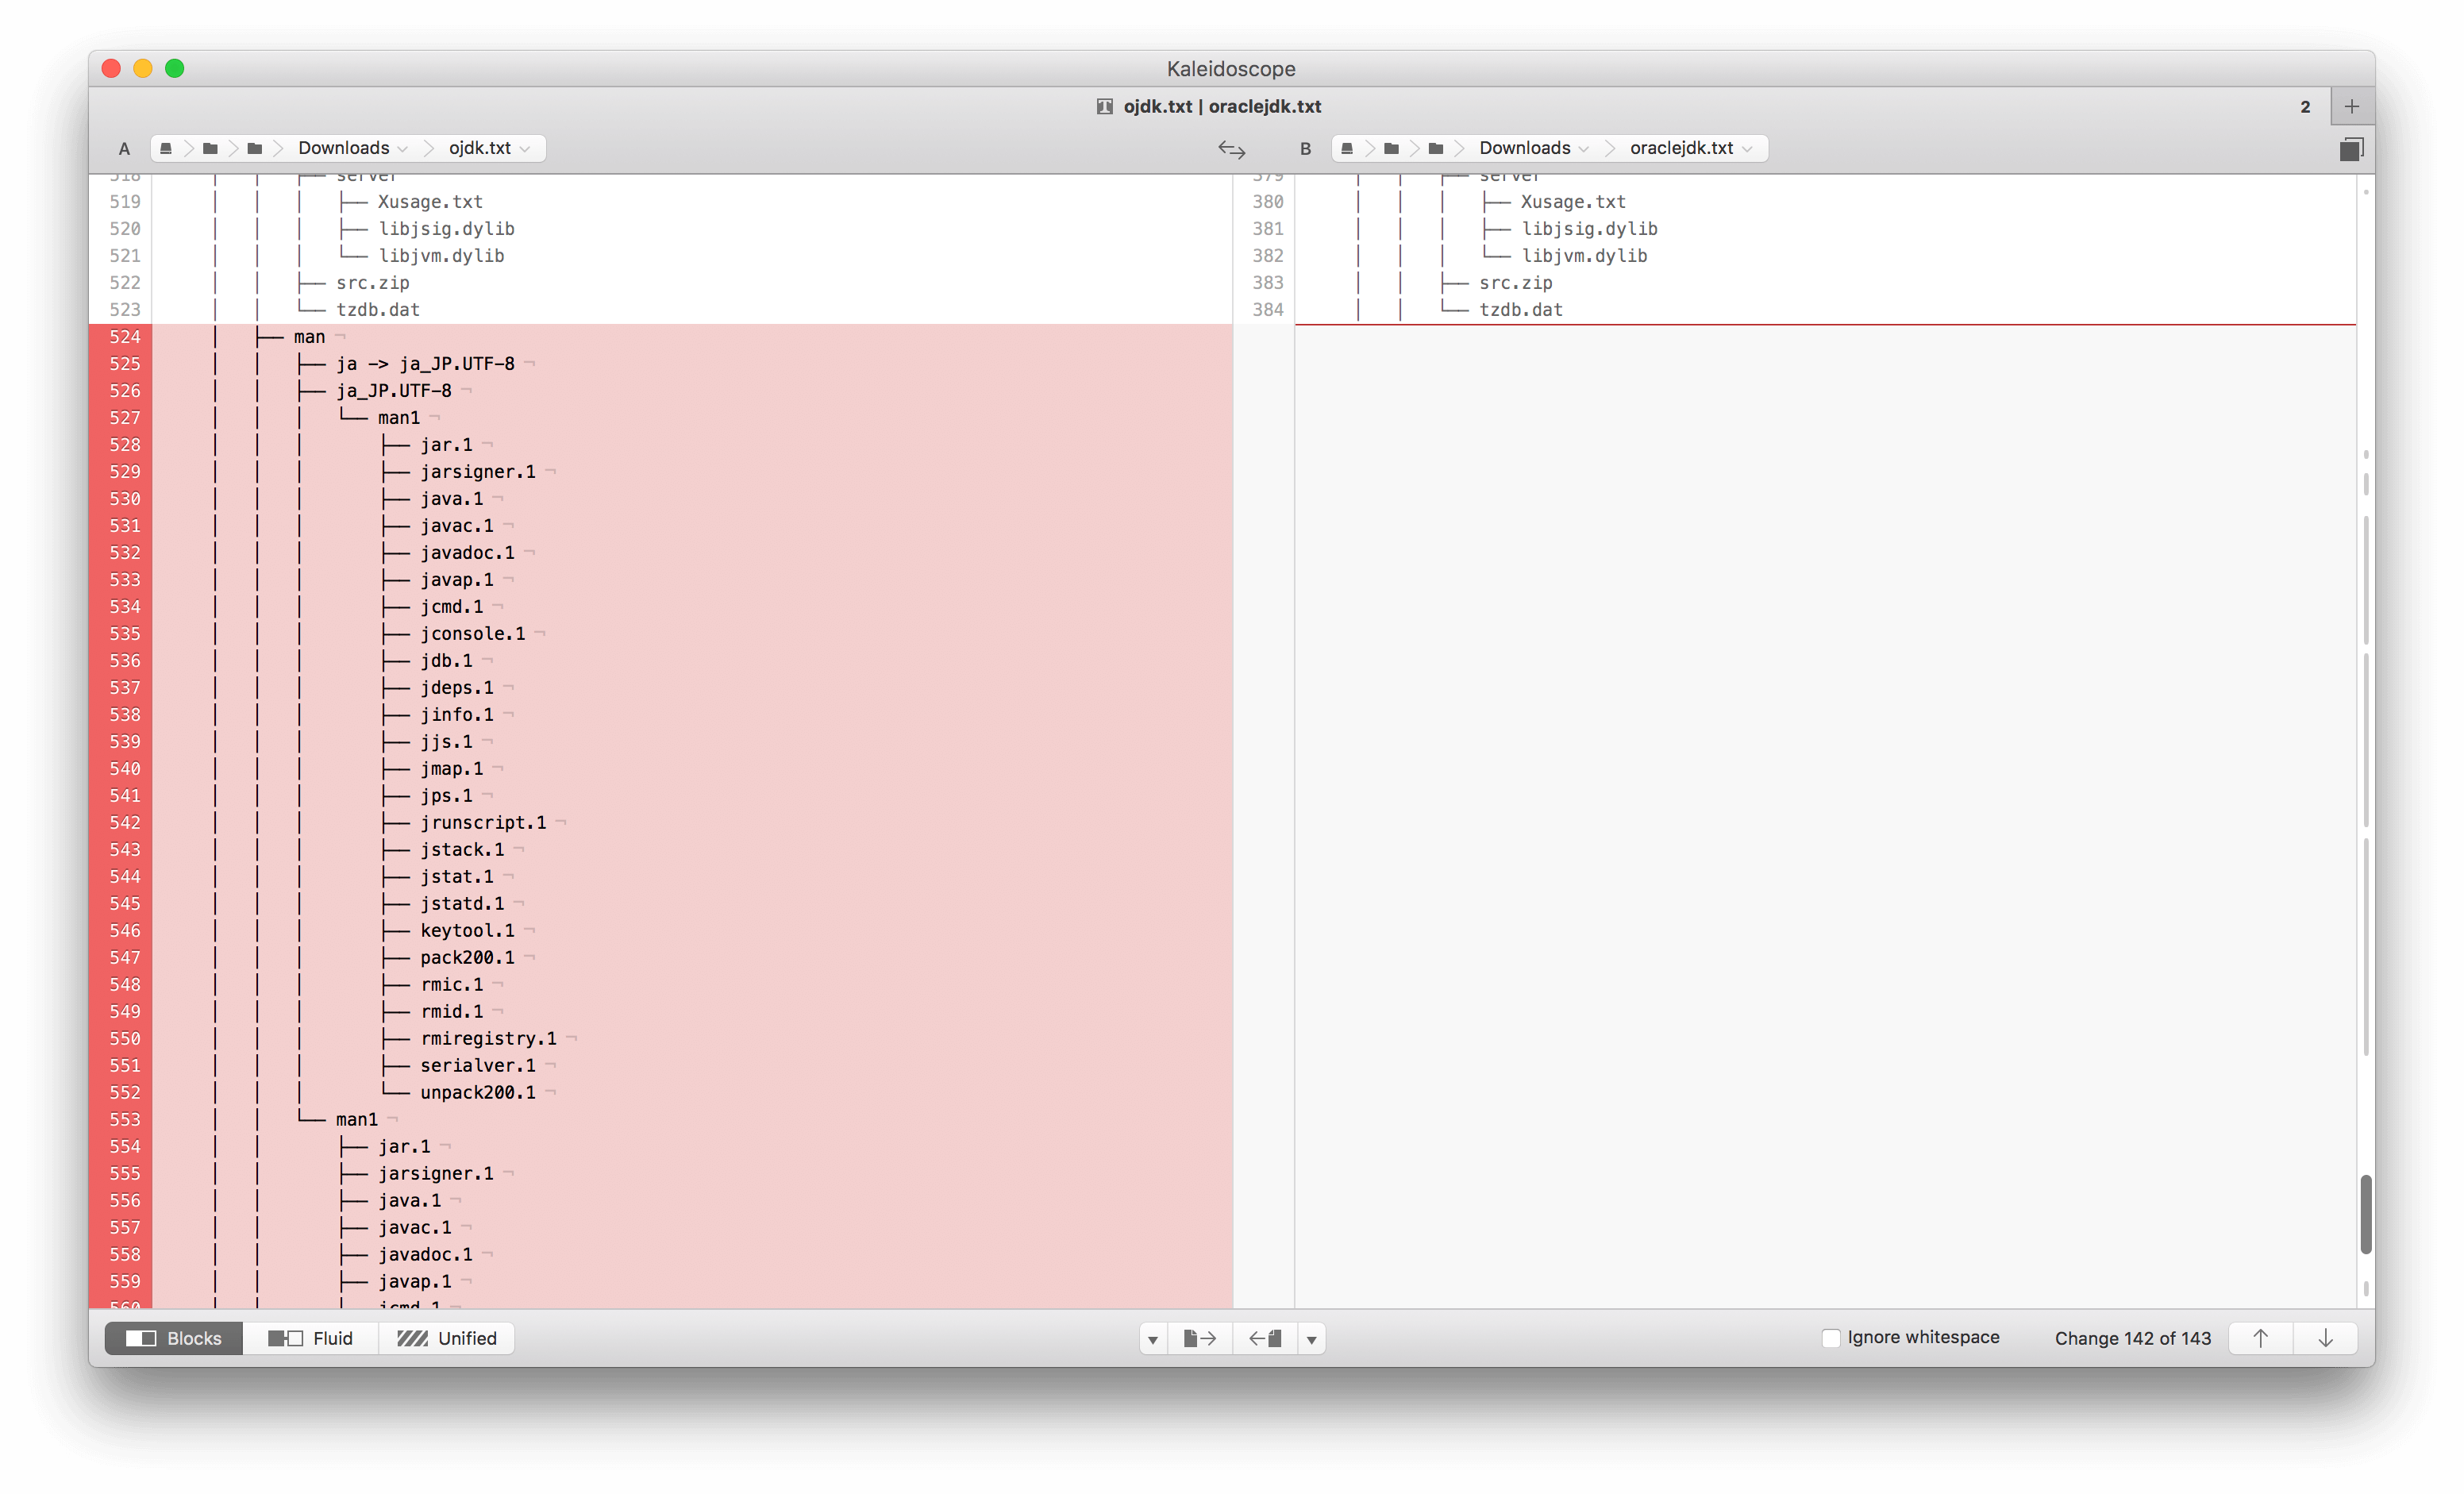 Kaleidoscope
ojdk.txt | oraclejdk.txt
2
A
Downloads
ojdk.txt
B
Downloads
oraclejdk.txt
518 │ │ ├── server
519 │ │ │ ├── Xusage.txt
520 │ │ │ ├── libjsig.dylib
521 │ │ │ └── libjvm.dylib
522 │ │ ├── src.zip
523 │ │ └── tzdb.dat
524 │ ├── man ¬
525 │ │ ├── ja -> ja_JP.UTF-8 ¬
526 │ │ ├── ja_JP.UTF-8 ¬
527 │ │ │ └── man1 ¬
528 │ │ │ ├── jar.1 ¬
529 │ │ │ ├── jarsigner.1 ¬
530 │ │ │ ├── java.1 ¬
531 │ │ │ ├── javac.1 ¬
532 │ │ │ ├── javadoc.1 ¬
533 │ │ │ ├── javap.1 ¬
534 │ │ │ ├── jcmd.1 ¬
535 │ │ │ ├── jconsole.1 ¬
536 │ │ │ ├── jdb.1 ¬
537 │ │ │ ├── jdeps.1 ¬
538 │ │ │ ├── jinfo.1 ¬
539 │ │ │ ├── jjs.1 ¬
540 │ │ │ ├── jmap.1 ¬
541 │ │ │ ├── jps.1 ¬
542 │ │ │ ├── jrunscript.1 ¬
543 │ │ │ ├── jstack.1 ¬
544 │ │ │ ├── jstat.1 ¬
545 │ │ │ ├── jstatd.1 ¬
546 │ │ │ ├── keytool.1 ¬
547 │ │ │ ├── pack200.1 ¬
548 │ │ │ ├── rmic.1 ¬
549 │ │ │ ├── rmid.1 ¬
550 │ │ │ ├── rmiregistry.1 ¬
551 │ │ │ ├── serialver.1 ¬
552 │ │ │ └── unpack200.1 ¬
553 │ │ └── man1 ¬
554 │ │ ├── jar.1 ¬
555 │ │ ├── jarsigner.1 ¬
556 │ │ ├── java.1 ¬
557 │ │ ├── javac.1 ¬
558 │ │ ├── javadoc.1 ¬
559 │ │ ├── javap.1 ¬
560 │ │ ├── jcmd.1 ¬
379 │ │ ├── server
380 │ │ │ ├── Xusage.txt
381 │ │ │ ├── libjsig.dylib
382 │ │ │ └── libjvm.dylib
383 │ │ ├── src.zip
384 │ │ └── tzdb.dat
Blocks
Fluid
Unified
Ignore whitespace
Change 142 of 143